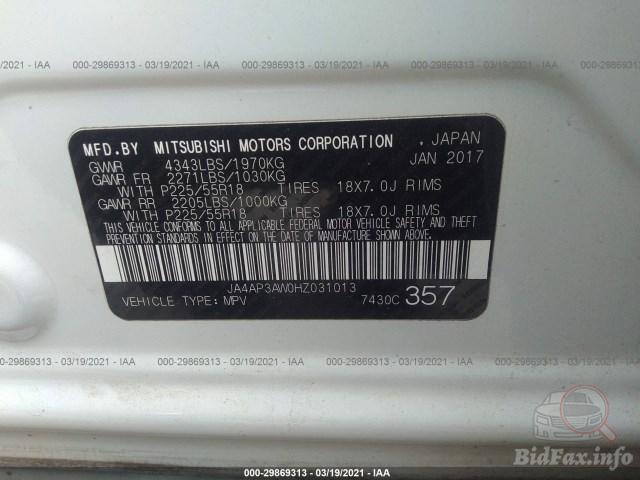 000-29869313 - 03/19/2021 - IAA
MFD.BY MITSUBISHI MOTORS CORPORATION , JAPAN
GVWR 4343LBS/1970KG JAN 2017
GAWR FR 2271LBS/1030KG
WITH P225/55R18 TIRES 18X7.0J RIMS
GAWR RR 2205LBS/1000KG
WITH P225/55R18 TIRES 18X7.0J RIMS
THIS VEHICLE CONFORMS TO ALL APPLICABLE FEDERAL MOTOR VEHICLE SAFETY AND THEFT
PREVENTION STANDARDS IN EFFECT ON THE DATE OF MANUFACTURE SHOWN ABOVE.
JA4AP3AW0HZ031013
VEHICLE TYPE: MPV 7430C 357
000-29869313 - 03/19/2021 - IAA
000-29869313 - 03/19/2021 - IAA
BidFax.info